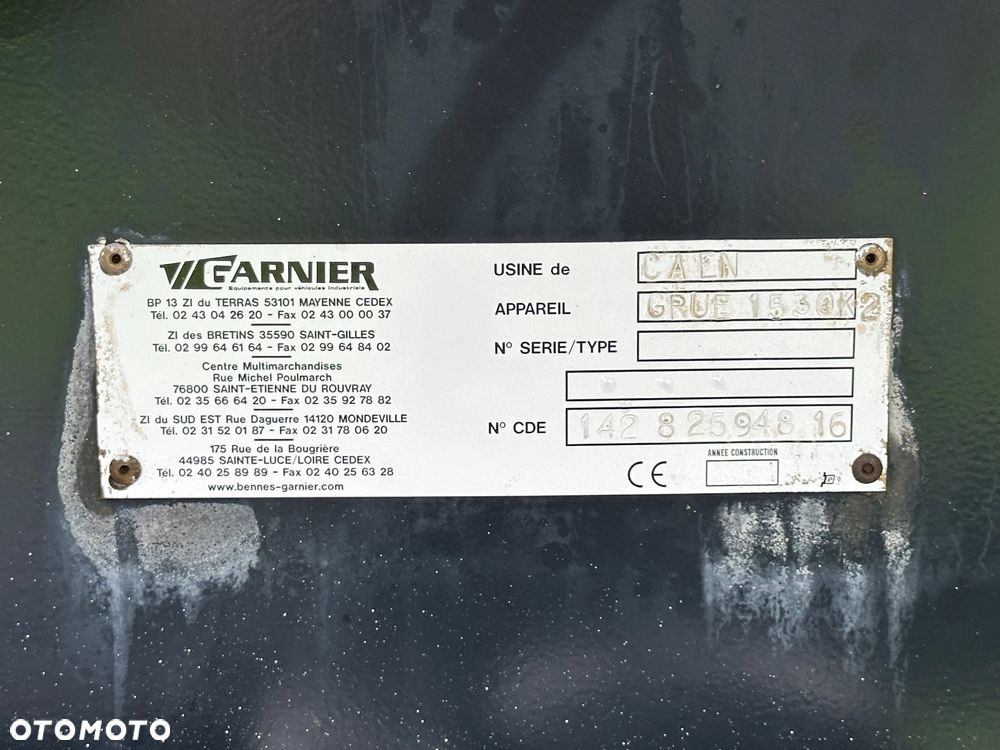 GARNIER
Equipements pour véhicules industriels
BP 13 ZI du TERRAS 53101 MAYENNE CEDEX
Tél. 02 43 04 26 20 - Fax 02 43 00 00 37
ZI des BRETINS 35590 SAINT-GILLES
Tél. 02 99 64 61 64 - Fax 02 99 64 84 02
Centre Multimarchandises
Rue Michel Poulmarch
76800 SAINT-ETIENNE DU ROUVRAY
Tél. 02 35 66 64 20 - Fax 02 35 92 78 82
ZI du SUD EST Rue Daguerre 14120 MONDEVILLE
Tél. 02 31 52 01 87 - Fax 02 31 78 06 20
175 Rue de la Bougrière
44985 SAINTE-LUCE/LOIRE CEDEX
Tél. 02 40 25 89 89 - Fax 02 40 25 63 28
www.bennes-garnier.com
USINE de CAEN
APPAREIL GRUE 1530K2
N° SERIE/TYPE
N° CDE 142 8 25948 16
CE
ANNEE CONSTRUCTION
OTOMOTO